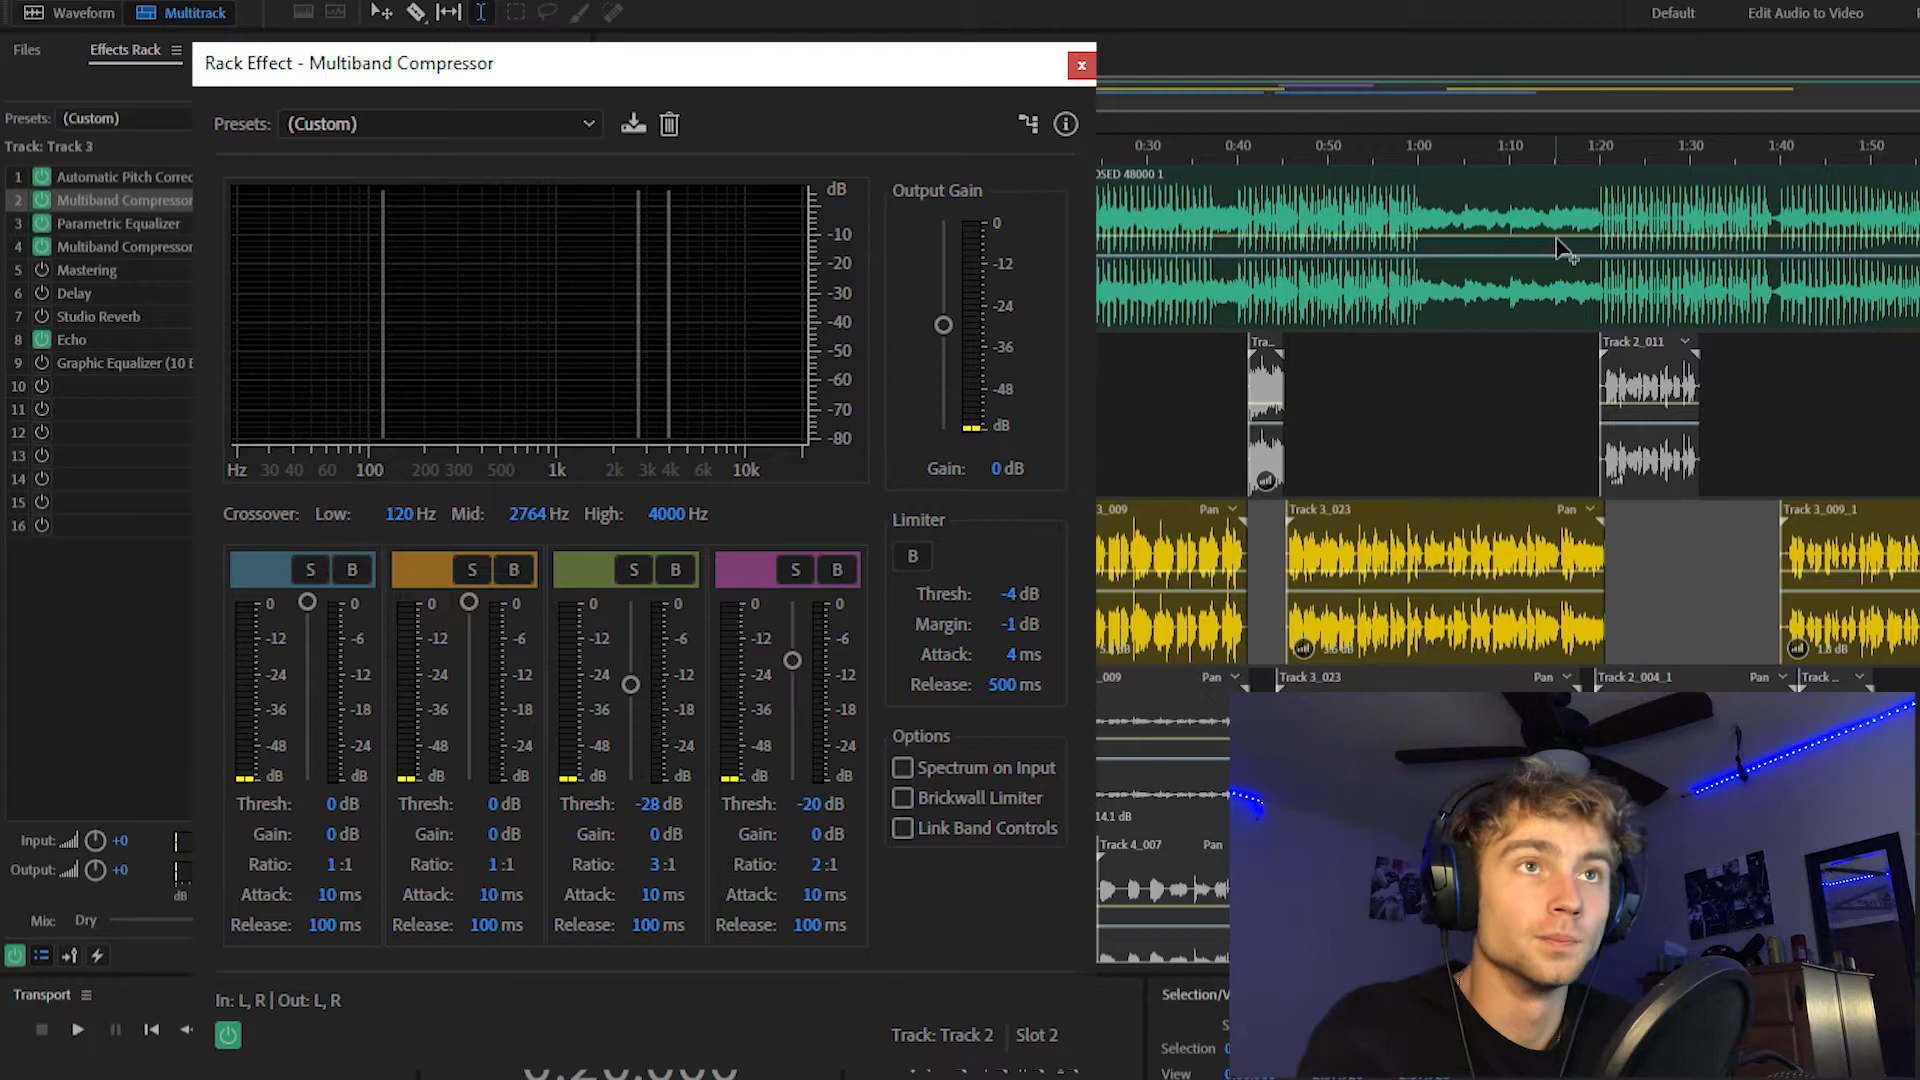 Waveform
Multitrack
Default
Edit Audio to Video
Files
Effects Rack
Rack Effect - Multiband Compressor
x
Presets: (Custom)
Track: Track 3
1 Automatic Pitch Correc
2 Multiband Compressor
3 Parametric Equalizer
4 Multiband Compressor
5 Mastering
6 Delay
7 Studio Reverb
8 Echo
9 Graphic Equalizer (10 B
10
11
12
13
14
15
16
Input: +0
Output: +0
dB
Mix: Dry
Transport
Presets: (Custom)
dB
-10
-20
-30
-40
-50
-60
-70
-80
Hz 30 40 60 100 200 300 500 1k 2k 3k 4k 6k 10k
Crossover: Low: 120 Hz Mid: 2764 Hz High: 4000 Hz
S B S B S B S B
0 0 0 0 0 0 0 0
-12 -6 -12 -6 -12 -6 -12 -6
-24 -12 -24 -12 -24 -12 -24 -12
-36 -18 -36 -18 -36 -18 -36 -18
-48 -24 -48 -24 -48 -24 -48 -24
dB dB dB dB dB dB dB dB
Thresh: 0 dB Thresh: 0 dB Thresh: -28 dB Thresh: -20 dB
Gain: 0 dB Gain: 0 dB Gain: 0 dB Gain: 0 dB
Ratio: 1 :1 Ratio: 1 :1 Ratio: 3 :1 Ratio: 2 :1
Attack: 10 ms Attack: 10 ms Attack: 10 ms Attack: 10 ms
Release: 100 ms Release: 100 ms Release: 100 ms Release: 100 ms
Output Gain
0
-12
-24
-36
-48
dB
Gain: 0 dB
Limiter
B
Thresh: -4 dB
Margin: -1 dB
Attack: 4 ms
Release: 500 ms
Options
Spectrum on Input
Brickwall Limiter
Link Band Controls
In: L, R | Out: L, R
Track: Track 2 Slot 2
0:30 0:40 0:50 1:00 1:10 1:20 1:30 1:40 1:50
OSED 48000 1
Tra... Track 2_011
3_009 Pan Track 3_023 Pan Track 3_009_1
3.6 dB 1.8 dB
_009 Pan Track 3_023 Pan Track 2_004_1 Pan Track ...
14.1 dB
Track 4_007 Pan
Selection/V
S
Selection
View